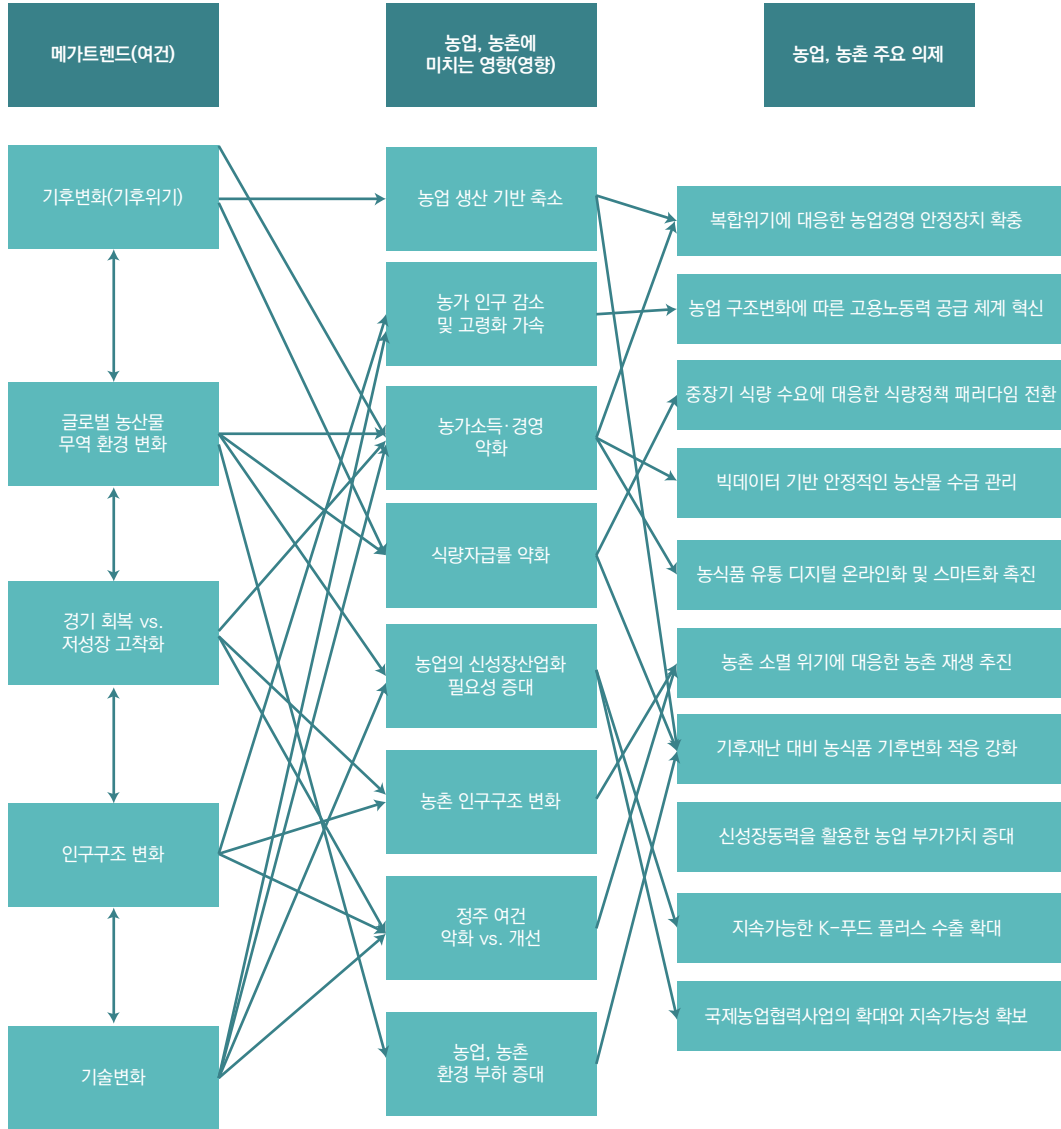 메가트렌드(여건)
농업, 농촌에
미치는 영향(영향)
농업, 농촌 주요 의제
기후변화(기후위기)
글로벌 농산물
무역 환경 변화
경기 회복 vs.
저성장 고착화
인구구조 변화
기술변화
농업 생산 기반 축소
농가 인구 감소
및 고령화 가속
농가소득·경영
악화
식량자급률 약화
농업의 신성장산업화
필요성 증대
농촌 인구구조 변화
정주 여건
악화 vs. 개선
농업, 농촌
환경 부하 증대
복합위기에 대응한 농업경영 안정장치 확충
농업 구조변화에 따른 고용노동력 공급 체계 혁신
중장기 식량 수요에 대응한 식량정책 패러다임 전환
빅데이터 기반 안정적인 농산물 수급 관리
농식품 유통 디지털 온라인화 및 스마트화 촉진
농촌 소멸 위기에 대응한 농촌 재생 추진
기후재난 대비 농식품 기후변화 적응 강화
신성장동력을 활용한 농업 부가가치 증대
지속가능한 K-푸드 플러스 수출 확대
국제농업협력사업의 확대와 지속가능성 확보